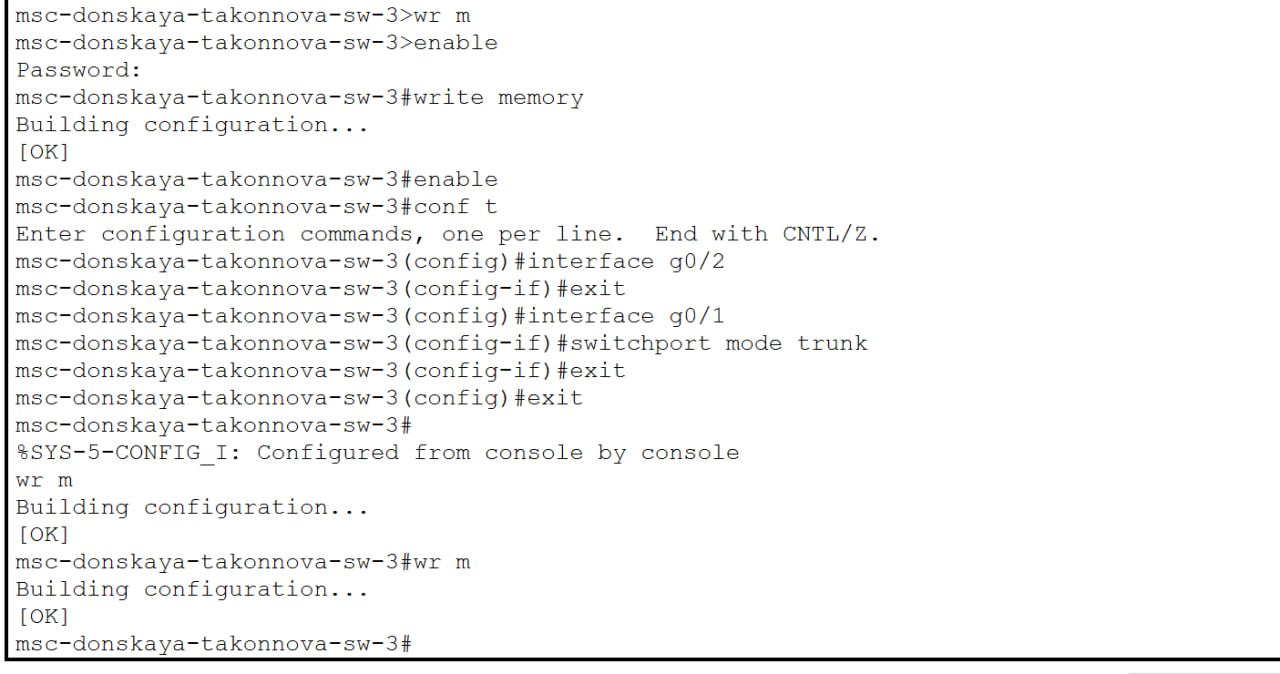 msc-donskaya-takonnova-sw-3>wr m
msc-donskaya-takonnova-sw-3>enable
Password:
msc-donskaya-takonnova-sw-3#write memory
Building configuration...
[OK]
msc-donskaya-takonnova-sw-3#enable
msc-donskaya-takonnova-sw-3#conf t
Enter configuration commands, one per line.  End with CNTL/Z.
msc-donskaya-takonnova-sw-3(config)#interface g0/2
msc-donskaya-takonnova-sw-3(config-if)#exit
msc-donskaya-takonnova-sw-3(config)#interface g0/1
msc-donskaya-takonnova-sw-3(config-if)#switchport mode trunk
msc-donskaya-takonnova-sw-3(config-if)#exit
msc-donskaya-takonnova-sw-3(config)#exit
msc-donskaya-takonnova-sw-3#
%SYS-5-CONFIG_I: Configured from console by console
wr m
Building configuration...
[OK]
msc-donskaya-takonnova-sw-3#wr m
Building configuration...
[OK]
msc-donskaya-takonnova-sw-3#